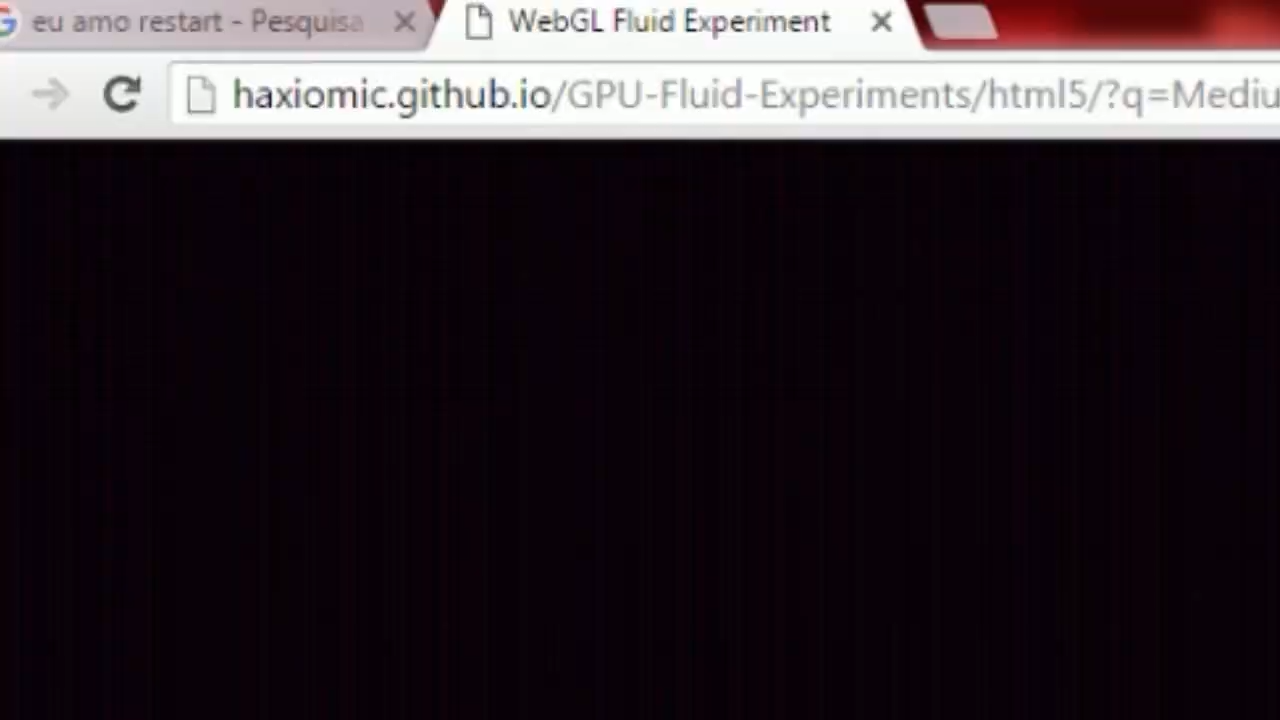 eu amo restart - Pesquisa
WebGL Fluid Experiment
haxiomic.github.io/GPU-Fluid-Experiments/html5/?q=Mediu